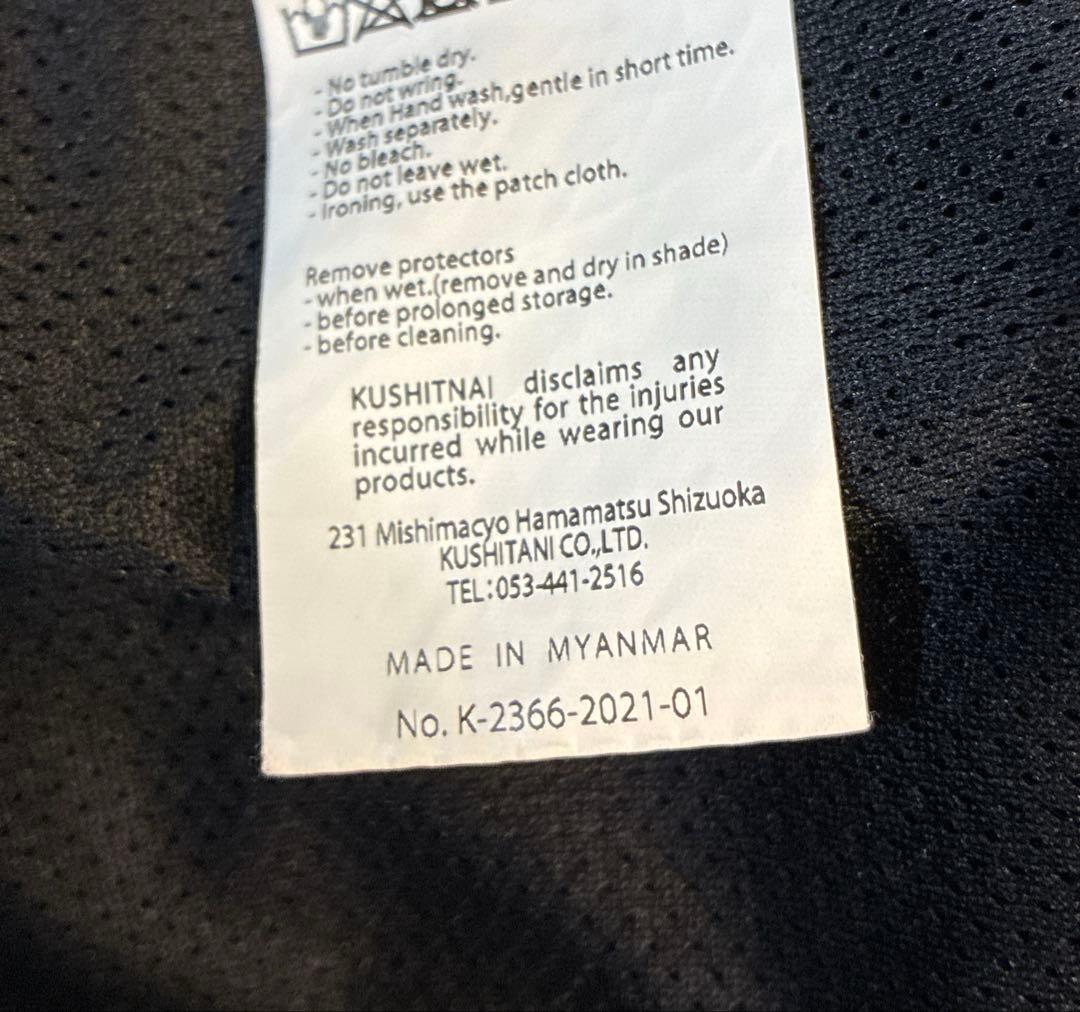 - No tumble dry.
- Do not wring.
- When Hand wash,gentle in short time.
- Wash separately.
- No bleach.
- Do not leave wet.
- Ironing, use the patch cloth.
Remove protectors
- when wet.(remove and dry in shade)
- before prolonged storage.
- before cleaning.
KUSHITNAI disclaims any
responsibility for the injuries
incurred while wearing our
products.
231 Mishimacyo Hamamatsu Shizuoka
KUSHITANI CO.,LTD.
TEL:053-441-2516
MADE IN MYANMAR
No. K-2366-2021-01